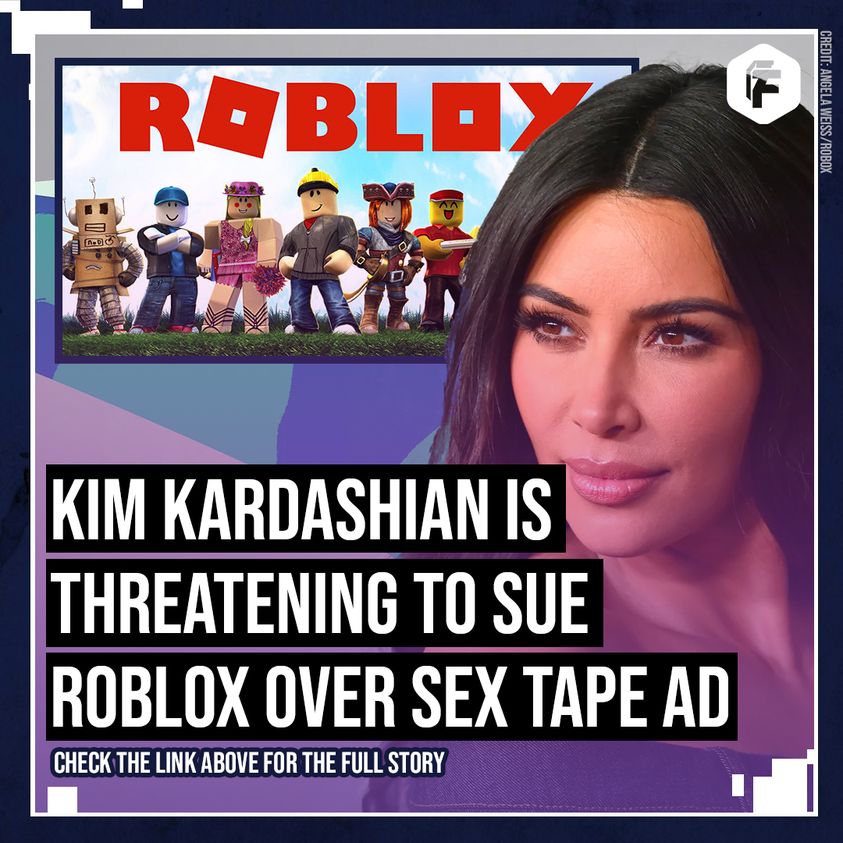 CREDIT: ANGELA WEISS/ROBOX
ROBLOX
KIM KARDASHIAN IS
THREATENING TO SUE
ROBLOX OVER SEX TAPE AD
CHECK THE LINK ABOVE FOR THE FULL STORY